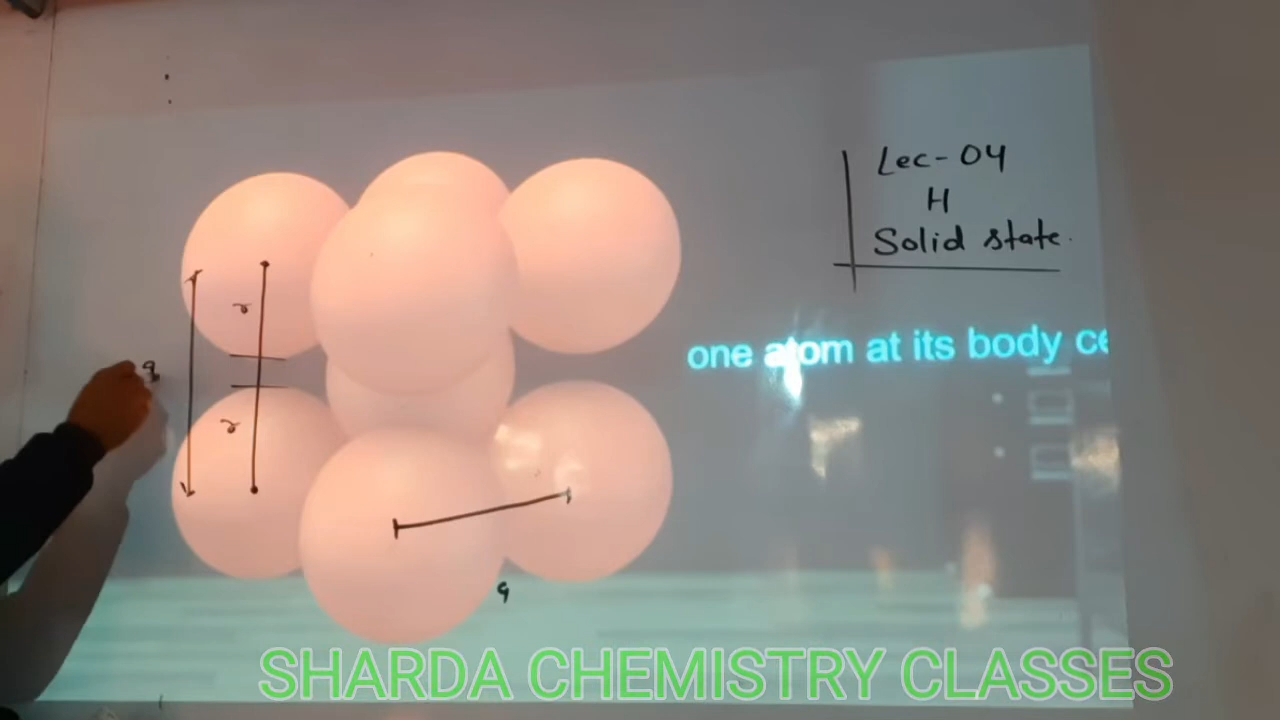 Lec-04
H
Solid state.
one atom at its body ce
r
a
r
a
SHARDA CHEMISTRY CLASSES